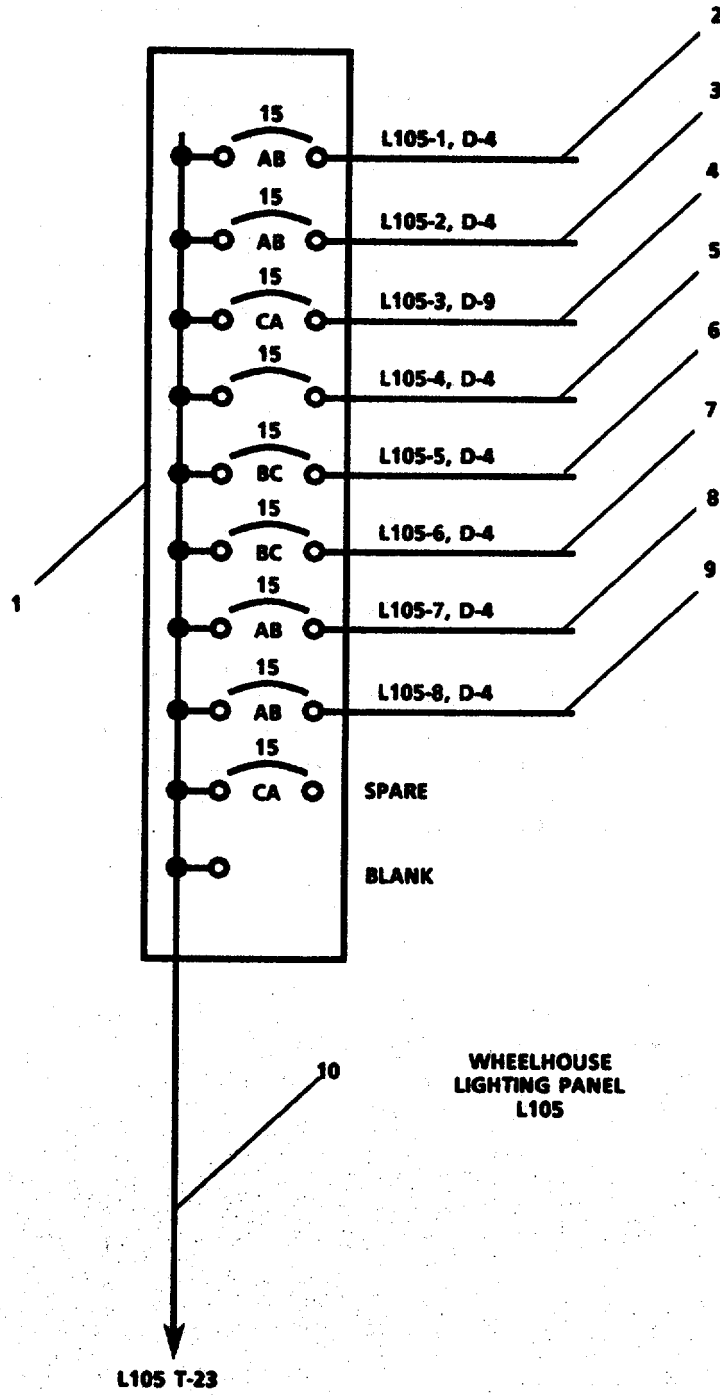 2
15
L105-1, D-4
AB
3
15
L105-2, D-4
AB
4
15
L105-3, D-9
CA
5
15
L105-4, D-4
6
15
L105-5, D-4
BC
7
15
L105-6, D-4
BC
8
15
L105-7, D-4
AB
9
15
L105-8, D-4
AB
1
15
CA
SPARE
BLANK
10
WHEELHOUSE
LIGHTING PANEL
L105
L105 T-23